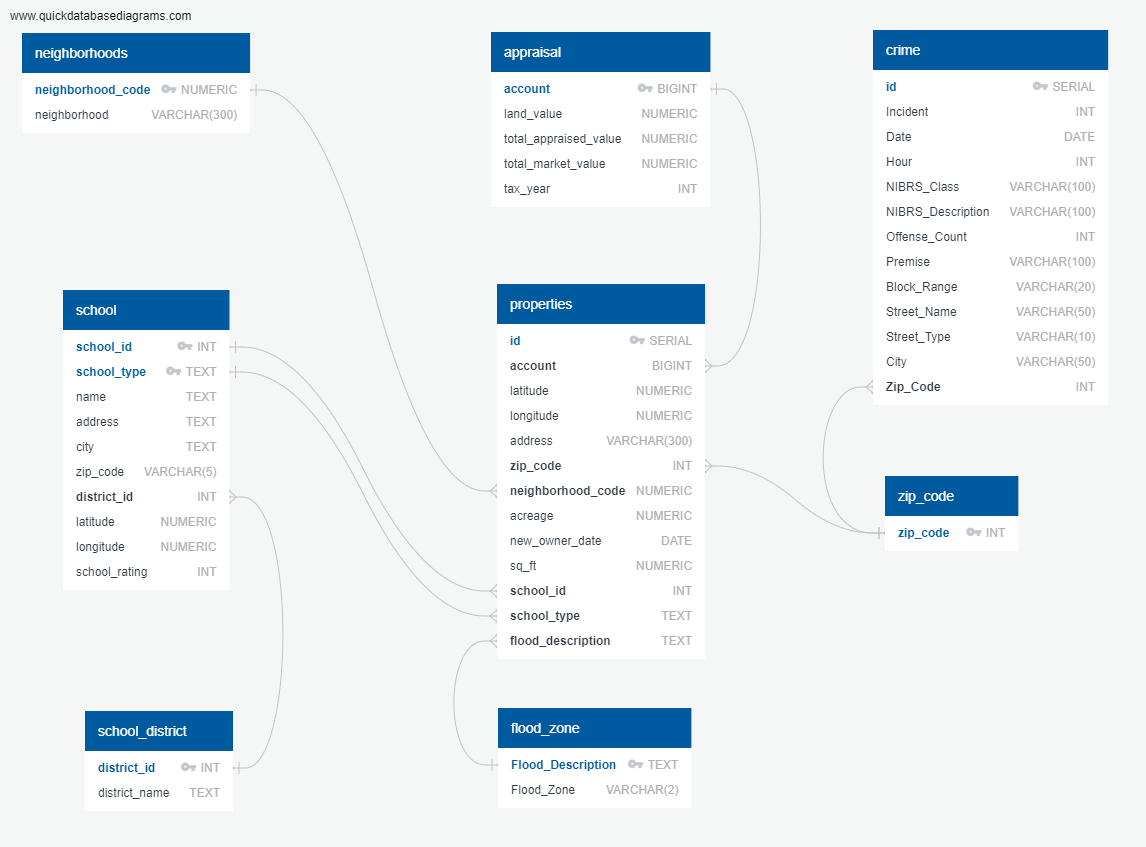 www.quickdatabasediagrams.com
neighborhoods
neighborhood_code NUMERIC
neighborhood VARCHAR(300)
appraisal
account BIGINT
land_value NUMERIC
total_appraised_value NUMERIC
total_market_value NUMERIC
tax_year INT
crime
id SERIAL
Incident INT
Date DATE
Hour INT
NIBRS_Class VARCHAR(100)
NIBRS_Description VARCHAR(100)
Offense_Count INT
Premise VARCHAR(100)
Block_Range VARCHAR(20)
Street_Name VARCHAR(50)
Street_Type VARCHAR(10)
City VARCHAR(50)
Zip_Code INT
school
school_id INT
school_type TEXT
name TEXT
address TEXT
city TEXT
zip_code VARCHAR(5)
district_id INT
latitude NUMERIC
longitude NUMERIC
school_rating INT
properties
id SERIAL
account BIGINT
latitude NUMERIC
longitude NUMERIC
address VARCHAR(300)
zip_code INT
neighborhood_code NUMERIC
acreage NUMERIC
new_owner_date DATE
sq_ft NUMERIC
school_id INT
school_type TEXT
flood_description TEXT
zip_code
zip_code INT
school_district
district_id INT
district_name TEXT
flood_zone
Flood_Description TEXT
Flood_Zone VARCHAR(2)